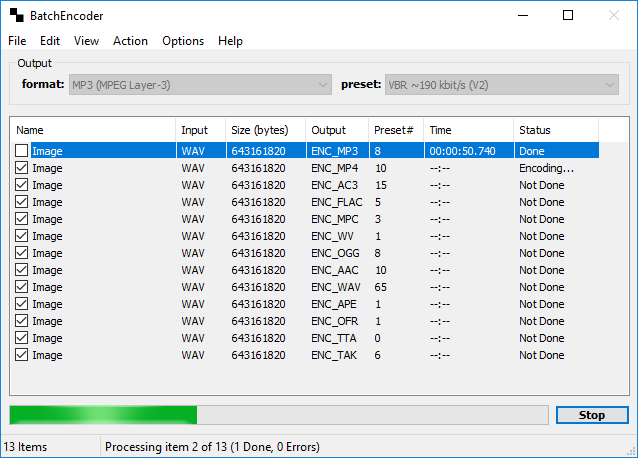 BatchEncoder
File Edit View Action Options Help
Output
format: MP3 (MPEG Layer-3) preset: VBR ~190 kbit/s (V2)
Name Input Size (bytes) Output Preset# Time Status
Image WAV 643161820 ENC_MP3 8 00:00:50.740 Done
Image WAV 643161820 ENC_MP4 10 --:-- Encoding...
Image WAV 643161820 ENC_AC3 15 --:-- Not Done
Image WAV 643161820 ENC_FLAC 5 --:-- Not Done
Image WAV 643161820 ENC_MPC 3 --:-- Not Done
Image WAV 643161820 ENC_WV 1 --:-- Not Done
Image WAV 643161820 ENC_OGG 8 --:-- Not Done
Image WAV 643161820 ENC_AAC 10 --:-- Not Done
Image WAV 643161820 ENC_WAV 65 --:-- Not Done
Image WAV 643161820 ENC_APE 1 --:-- Not Done
Image WAV 643161820 ENC_OFR 1 --:-- Not Done
Image WAV 643161820 ENC_TTA 0 --:-- Not Done
Image WAV 643161820 ENC_TAK 6 --:-- Not Done
Stop
13 Items Processing item 2 of 13 (1 Done, 0 Errors)